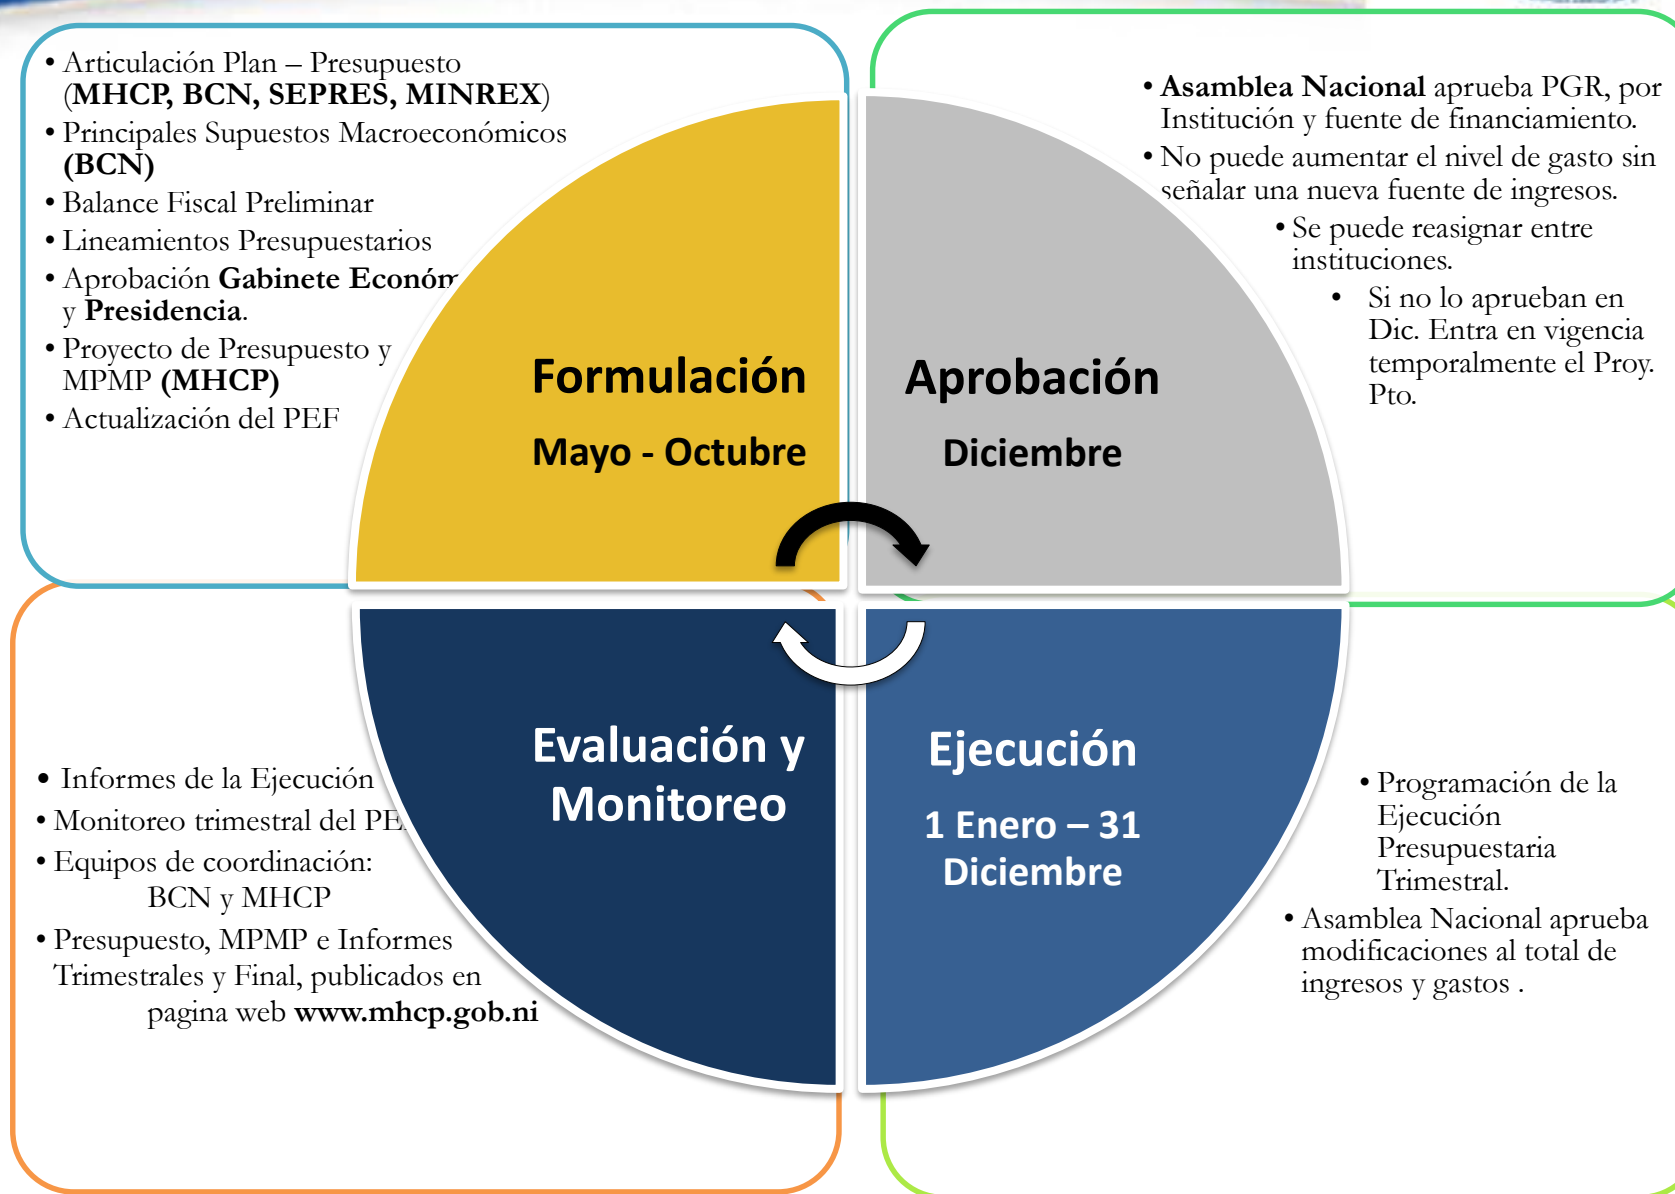 • Articulación Plan – Presupuesto
(MHCP, BCN, SEPRES, MINREX)
• Principales Supuestos Macroeconómicos
(BCN)
• Balance Fiscal Preliminar
• Lineamientos Presupuestarios
• Aprobación Gabinete
y Presidencia.
• Proyecto de Presupuesto y
MPMP (MHCP)
• Actualización del PEF
Formulación
Mayo - Octubre
• Asamblea Nacional aprueba PGR, por
Institución y fuente de financiamiento.
• No puede aumentar el nivel de gasto sin
señalar una nueva fuente de ingresos.
• Se puede reasignar entre
instituciones.
• Si no lo aprueban en
Dic. Entra en vigencia
temporalmente el Proy.
Pto.
Aprobación
Diciembre
• Informes de la Ejecución
• Monitoreo trimestral del
• Equipos de coordinación:
BCN y MHCP
• Presupuesto, MPMP e Informes
Trimestrales y Final, publicados en
pagina web www.mhcp.gob.ni
Evaluación y
Monitoreo
Ejecución
1 Enero – 31
Diciembre
• Programación de la
Ejecución
Presupuestaria
Trimestral.
• Asamblea Nacional aprueba
modificaciones al total de
ingresos y gastos .